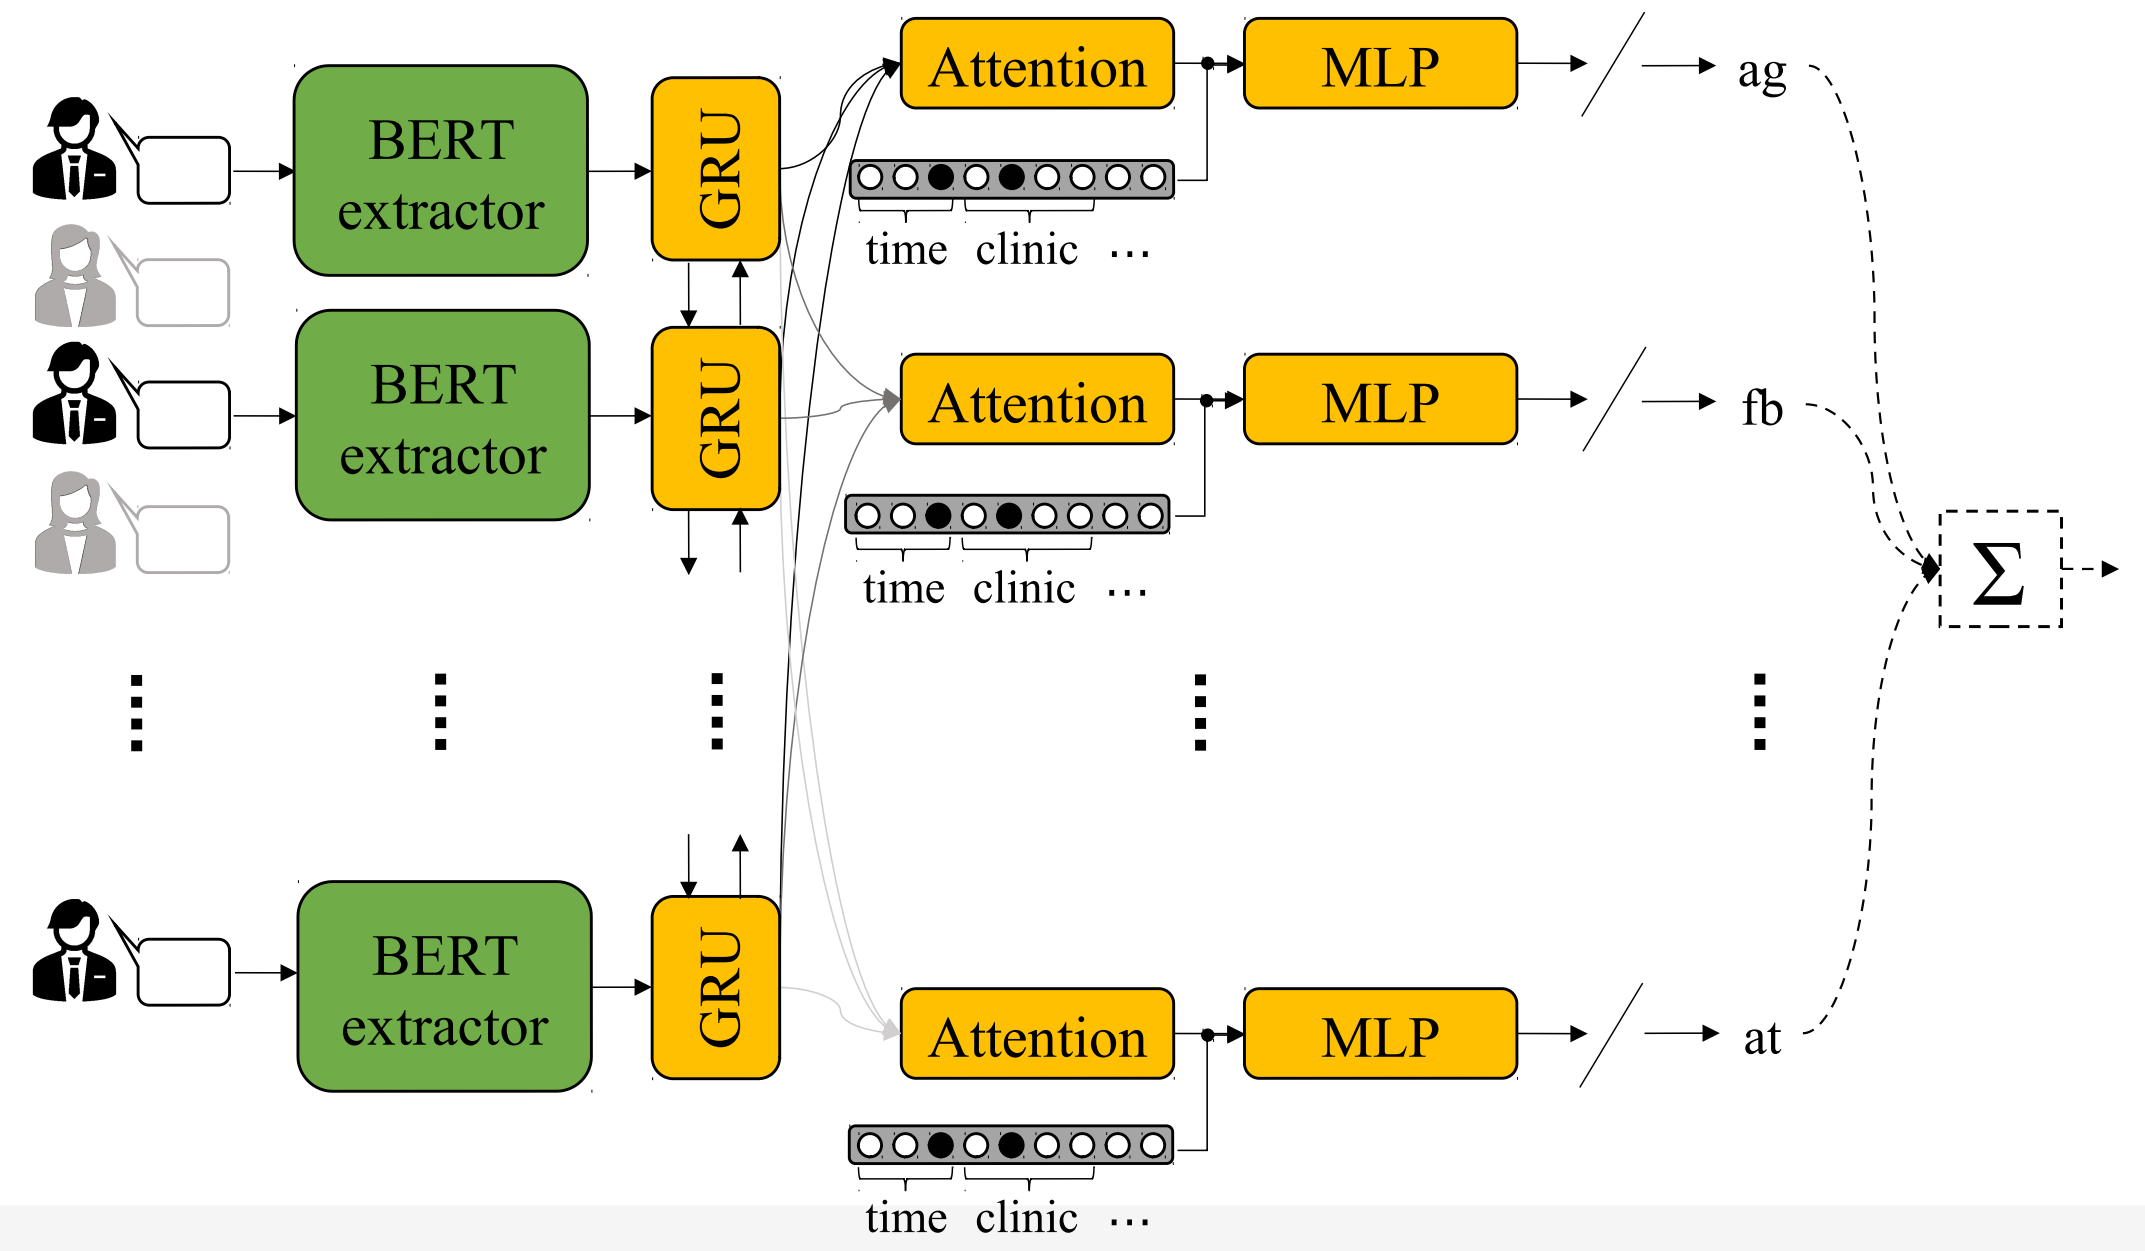 BERT
extractor
GRU
Attention
MLP
ag
time clinic ...
BERT
extractor
GRU
Attention
MLP
fb
time clinic ...
Σ
BERT
extractor
GRU
Attention
MLP
at
time clinic ...